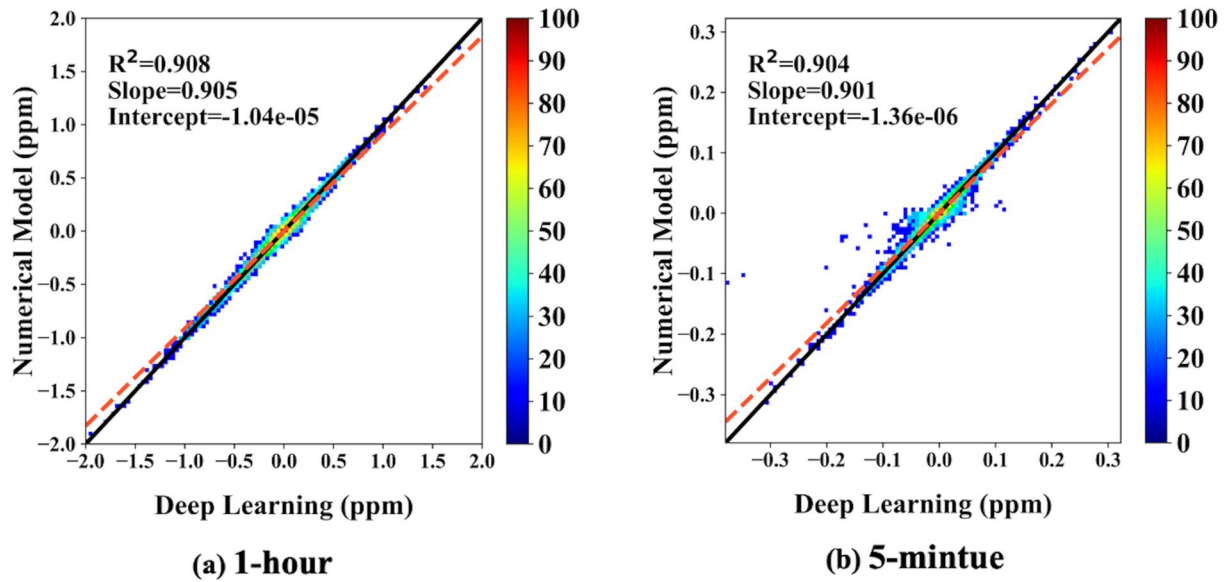 2.0
1.5
1.0
0.5
0.0
−0.5
−1.0
−1.5
−2.0
Numerical Model (ppm)
R²=0.908
Slope=0.905
Intercept=-1.04e-05
−2.0 −1.5 −1.0 −0.5 0.0 0.5 1.0 1.5 2.0
Deep Learning (ppm)
100
90
80
70
60
50
40
30
20
10
0
(a) 1-hour
0.3
0.2
0.1
0.0
−0.1
−0.2
−0.3
Numerical Model (ppm)
R²=0.904
Slope=0.901
Intercept=-1.36e-06
−0.3 −0.2 −0.1 0.0 0.1 0.2 0.3
Deep Learning (ppm)
100
90
80
70
60
50
40
30
20
10
0
(b) 5-mintue